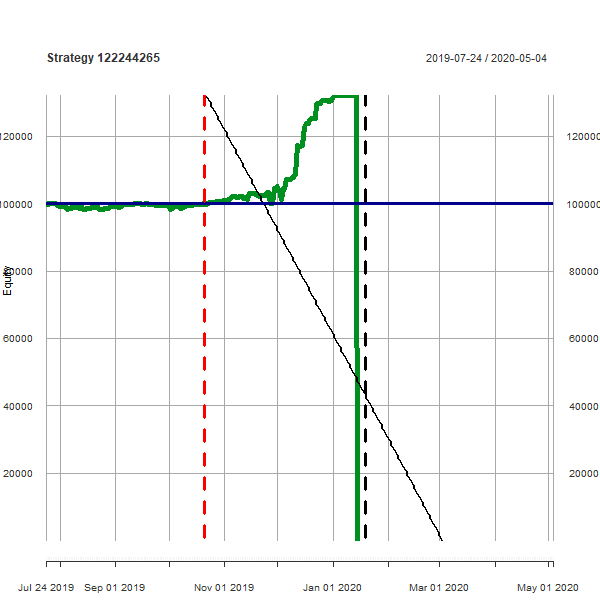 Strategy 122244265
2019-07-24 / 2020-05-04
120000
120000
100000
100000
80000
80000
Equity
60000
60000
40000
40000
20000
20000
Jul 24 2019
Sep 01 2019
Nov 01 2019
Jan 01 2020
Mar 01 2020
May 01 2020